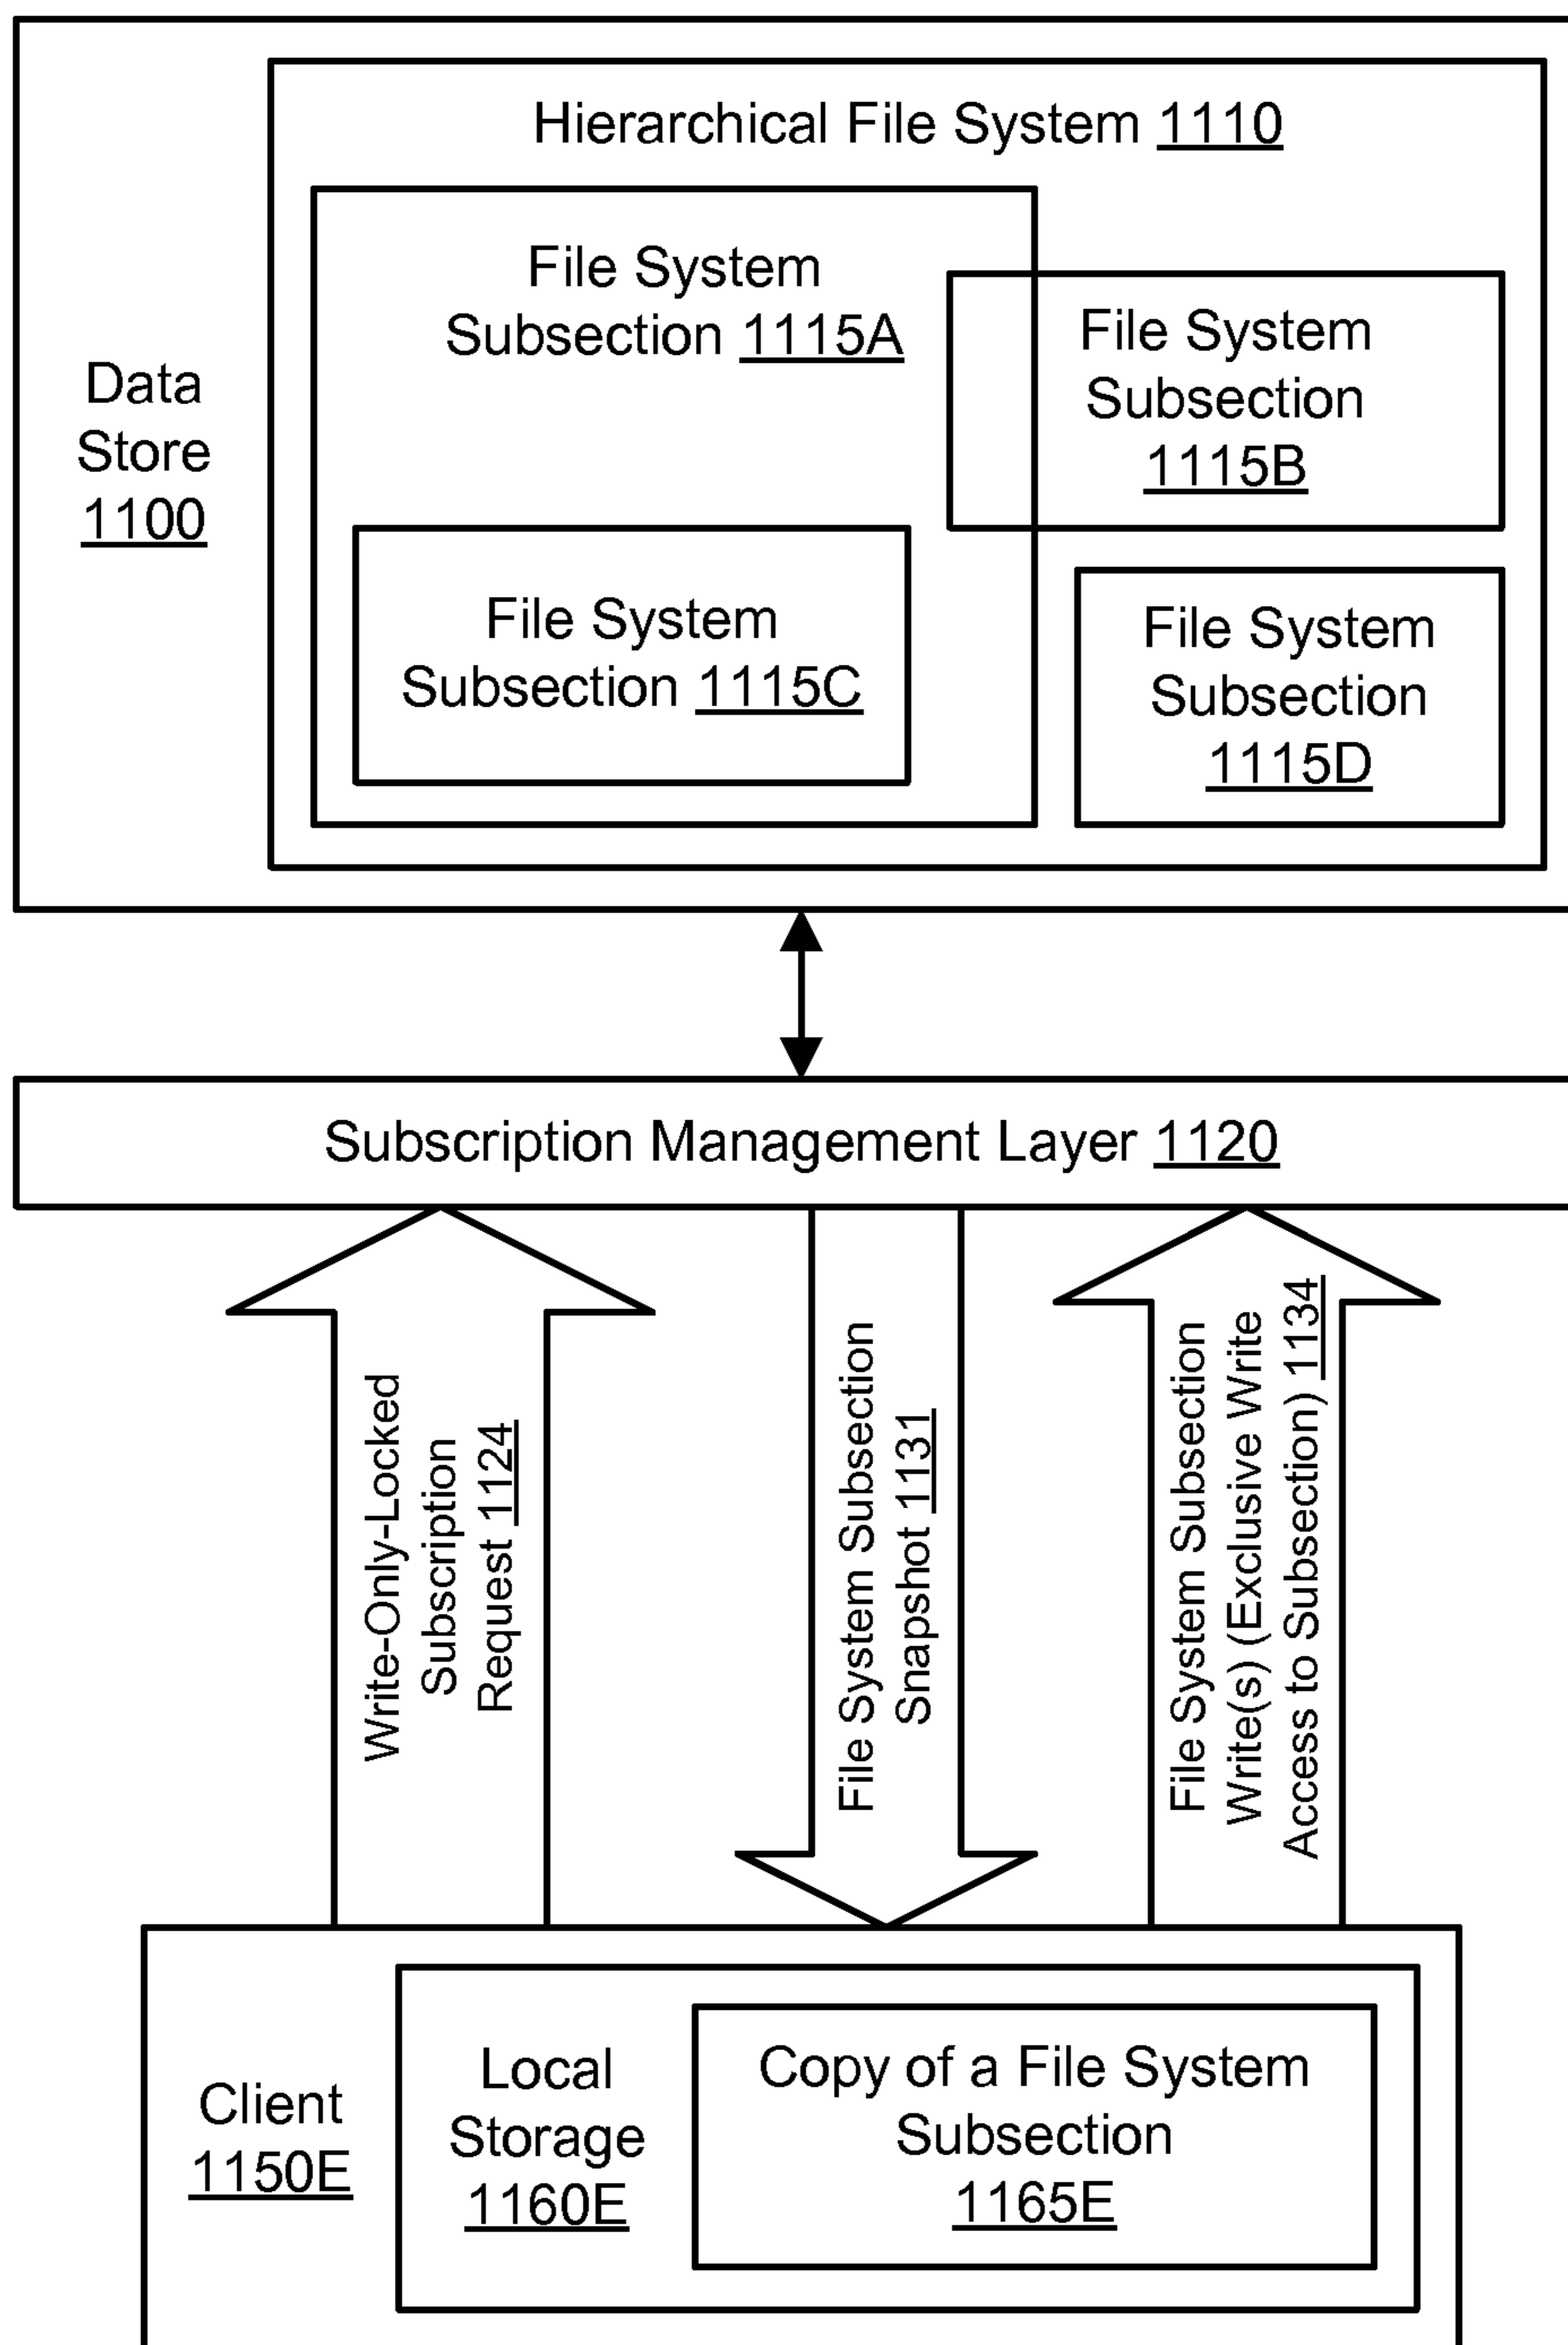 Hierarchical File System 1110
File System
Subsection 1115A
File System
Subsection
1115B
Data
Store
1100
File System
Subsection 1115C
File System
Subsection
1115D
Subscription Management Layer 1120
Write-Only-Locked
Subscription
Request 1124
File System Subsection
Snapshot 1131
File System Subsection
Write(s) (Exclusive Write
Access to Subsection) 1134
Client
1150E
Local
Storage
1160E
Copy of a File System
Subsection
1165E